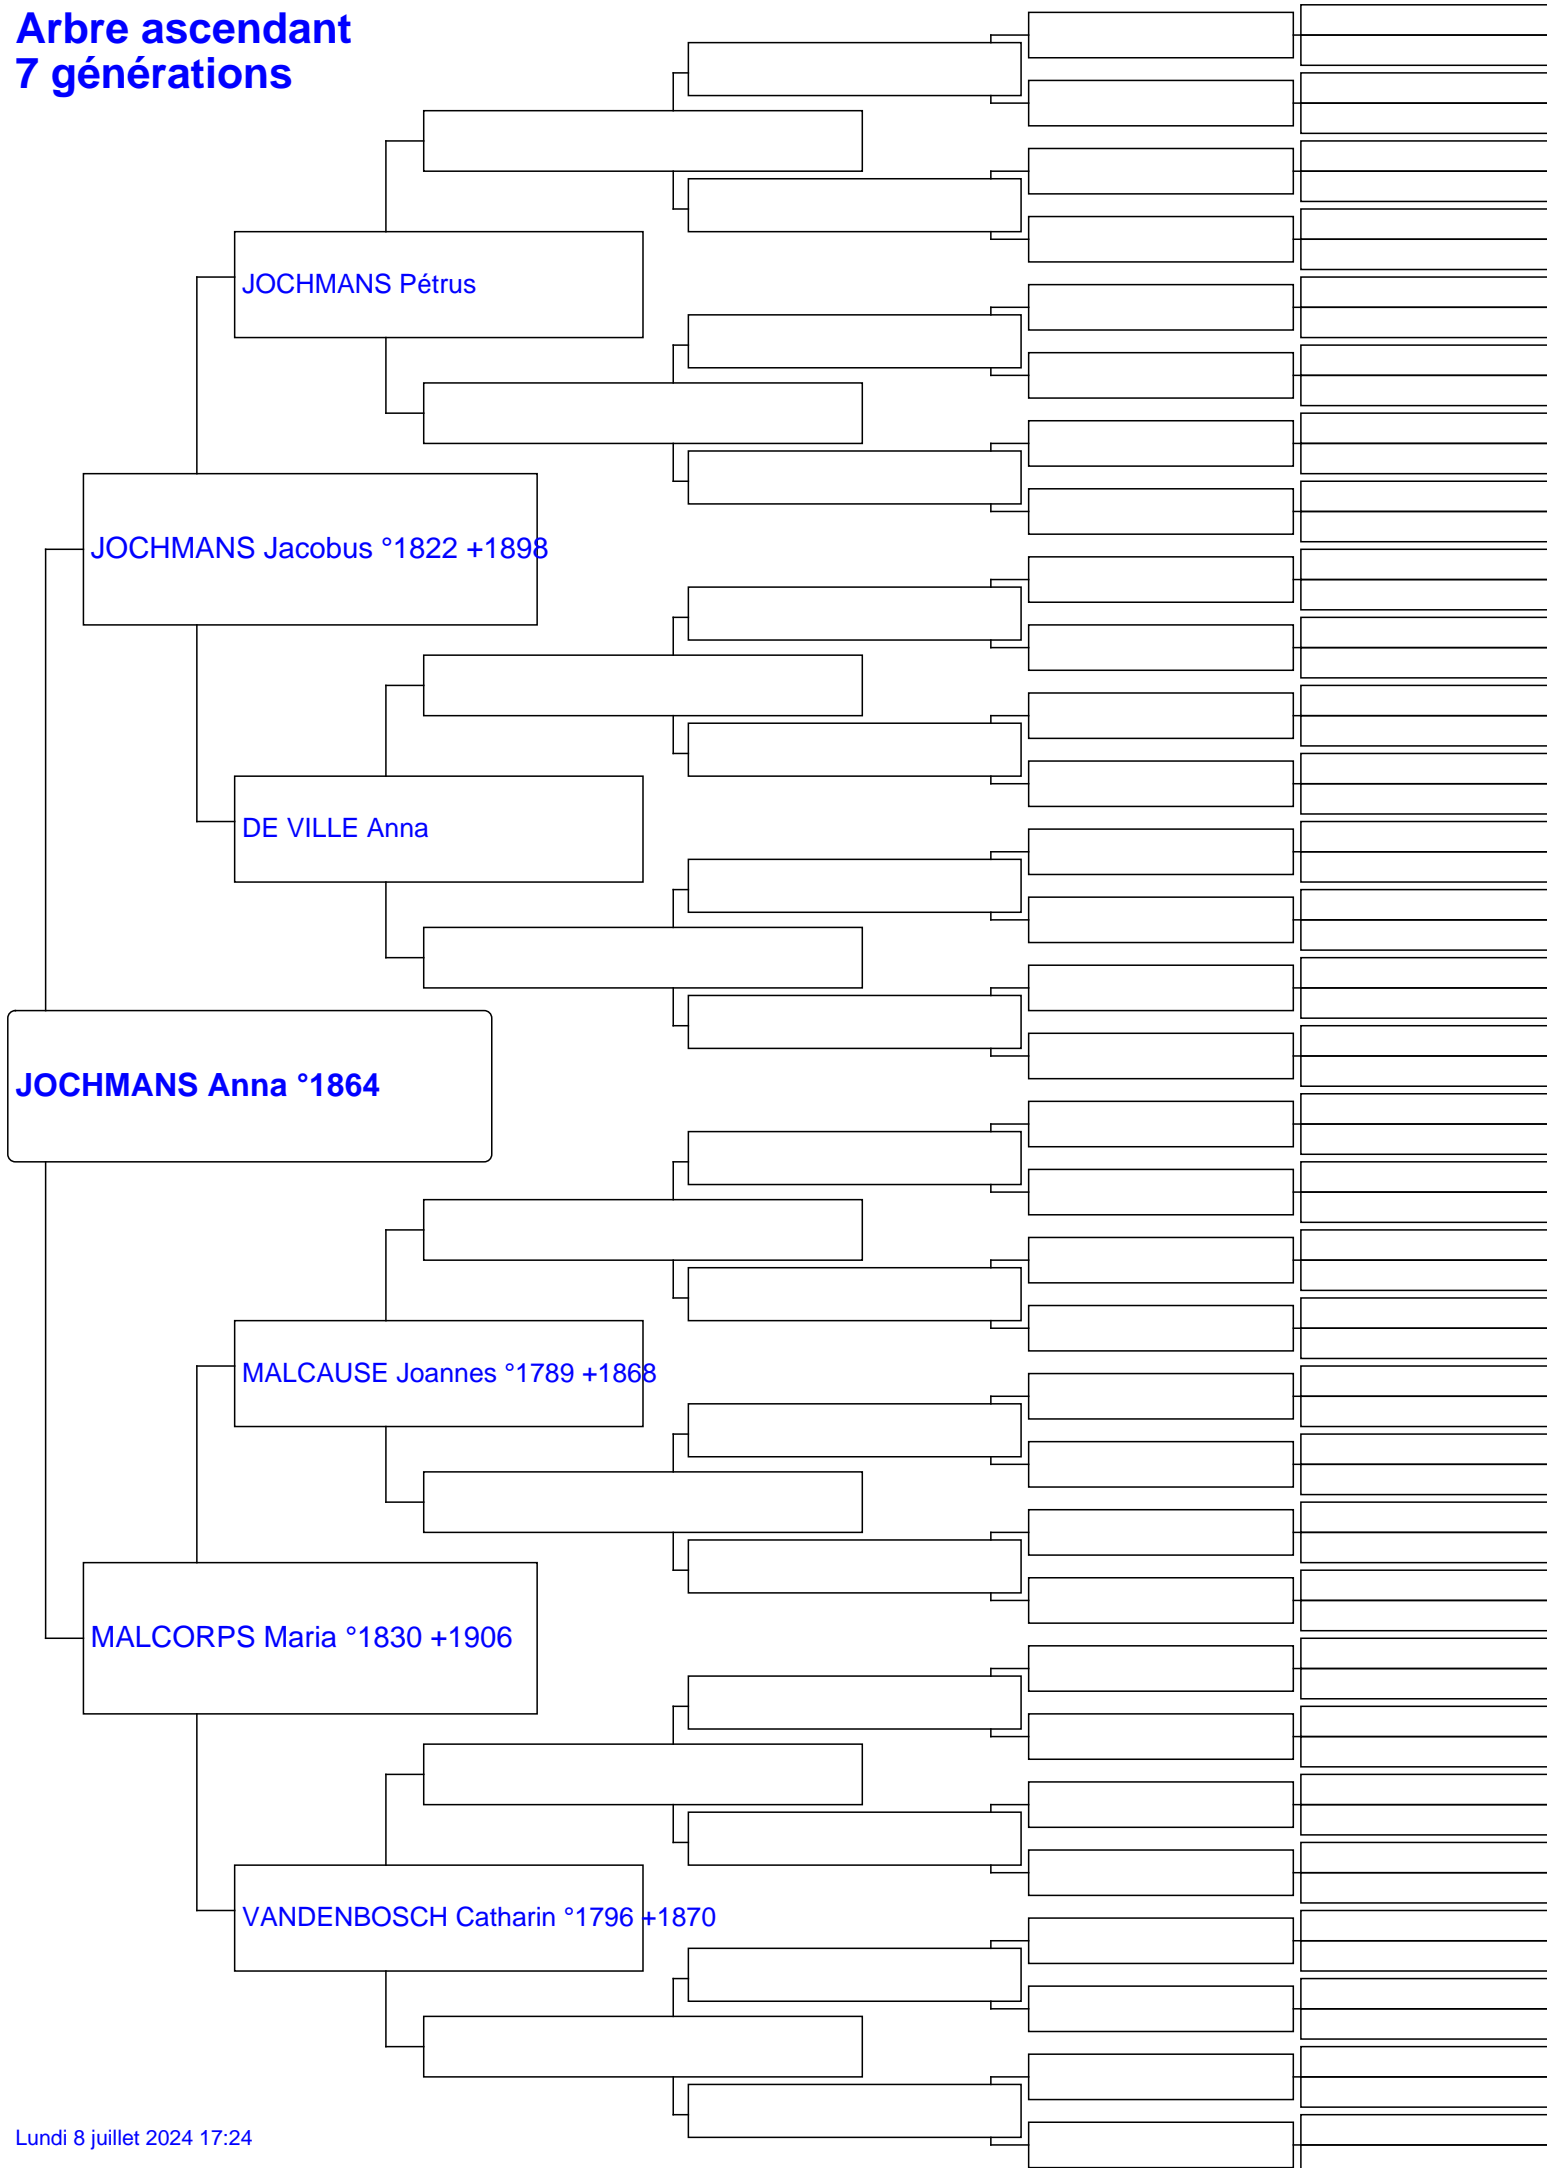 Arbre ascendant
7 générations
JOCHMANS Pétrus
JOCHMANS Jacobus °1822 +1898
DE VILLE Anna
JOCHMANS Anna °1864
MALCAUSE Joannes °1789 +1868
MALCORPS Maria °1830 +1906
VANDENBOSCH Catharin °1796 +1870
Lundi 8 juillet 2024 17:24